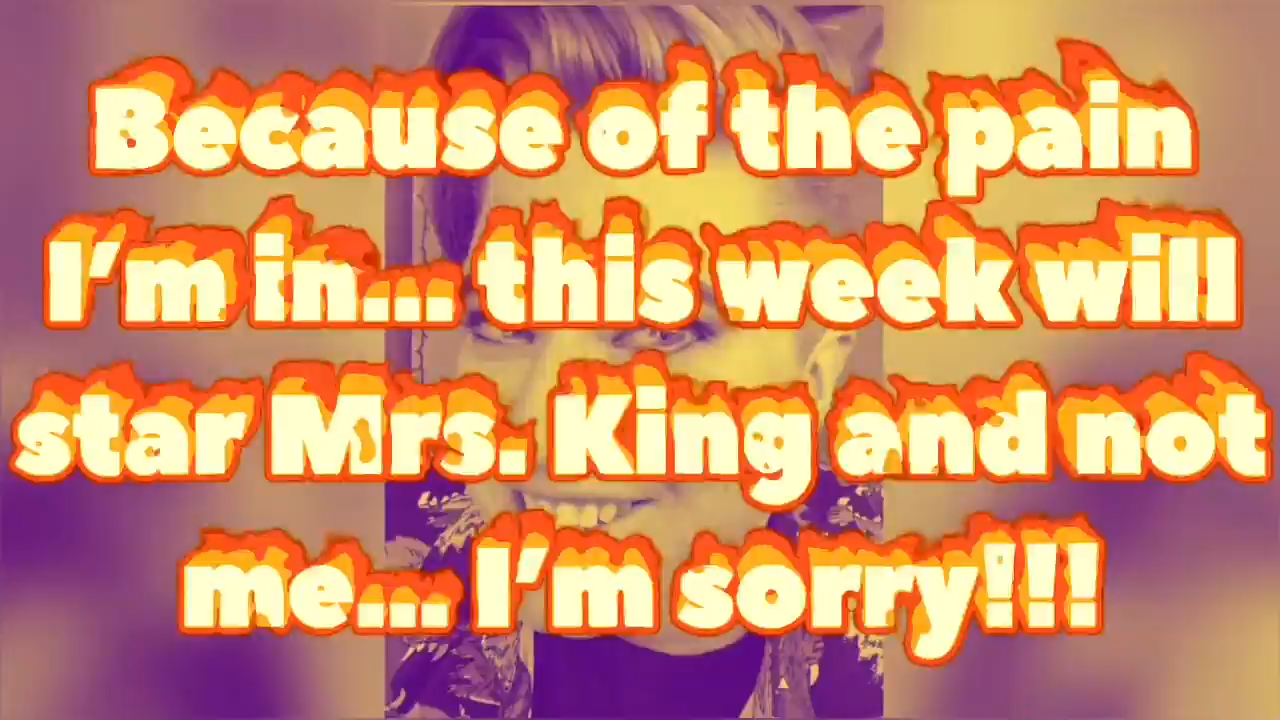 Because of the pain
I'm in... this week will
star Mrs. King and not
me... I'm sorry!!!